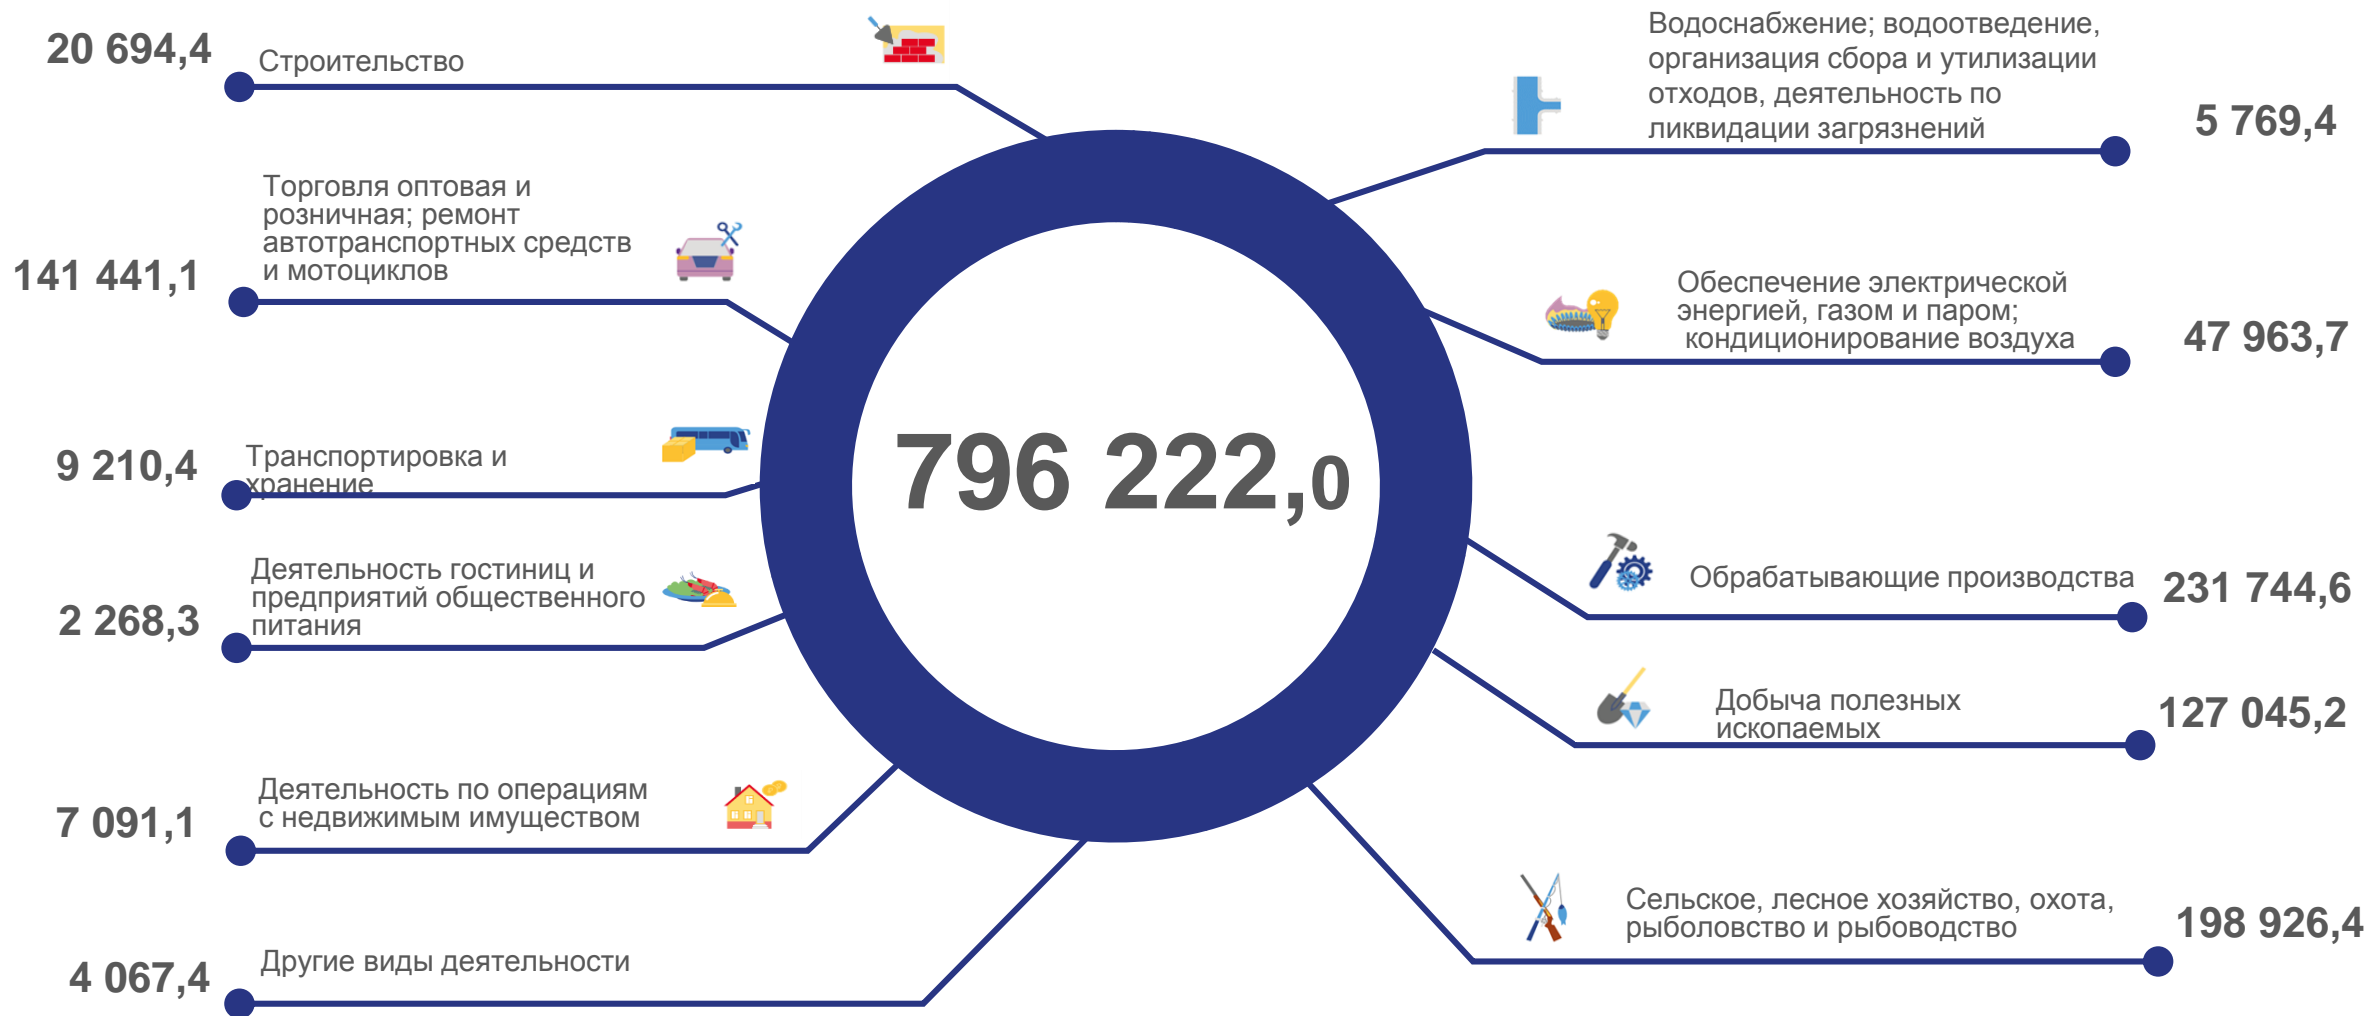 20 694,4
Строительство
Торговля оптовая и
розничная; ремонт
автотранспортных средств
и мотоциклов
141 441,1
9 210,4
Транспортировка и
хранение
Деятельность гостиниц и
предприятий общественного
питания
2 268,3
Деятельность по операциям
с недвижимым имуществом
7 091,1
Другие виды деятельности
4 067,4
796 222,0
Водоснабжение; водоотведение,
организация сбора и утилизации
отходов, деятельность по
ликвидации загрязнений
5 769,4
Обеспечение электрической
энергией, газом и паром;
кондиционирование воздуха
47 963,7
Обрабатывающие производства
231 744,6
Добыча полезных
ископаемых
127 045,2
Сельское, лесное хозяйство, охота,
рыболовство и рыбоводство
198 926,4